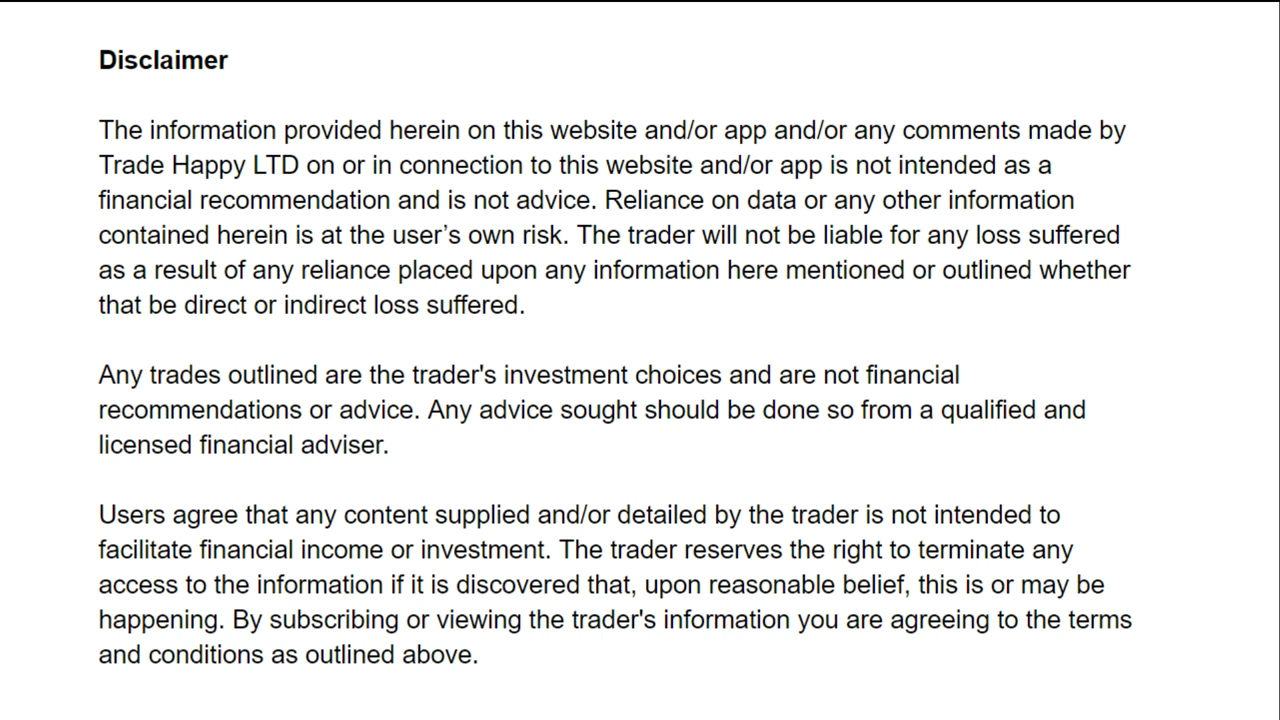 Disclaimer
The information provided herein on this website and/or app and/or any comments made by
Trade Happy LTD on or in connection to this website and/or app is not intended as a
financial recommendation and is not advice. Reliance on data or any other information
contained herein is at the user’s own risk. The trader will not be liable for any loss suffered
as a result of any reliance placed upon any information here mentioned or outlined whether
that be direct or indirect loss suffered.
Any trades outlined are the trader's investment choices and are not financial
recommendations or advice. Any advice sought should be done so from a qualified and
licensed financial adviser.
Users agree that any content supplied and/or detailed by the trader is not intended to
facilitate financial income or investment. The trader reserves the right to terminate any
access to the information if it is discovered that, upon reasonable belief, this is or may be
happening. By subscribing or viewing the trader's information you are agreeing to the terms
and conditions as outlined above.